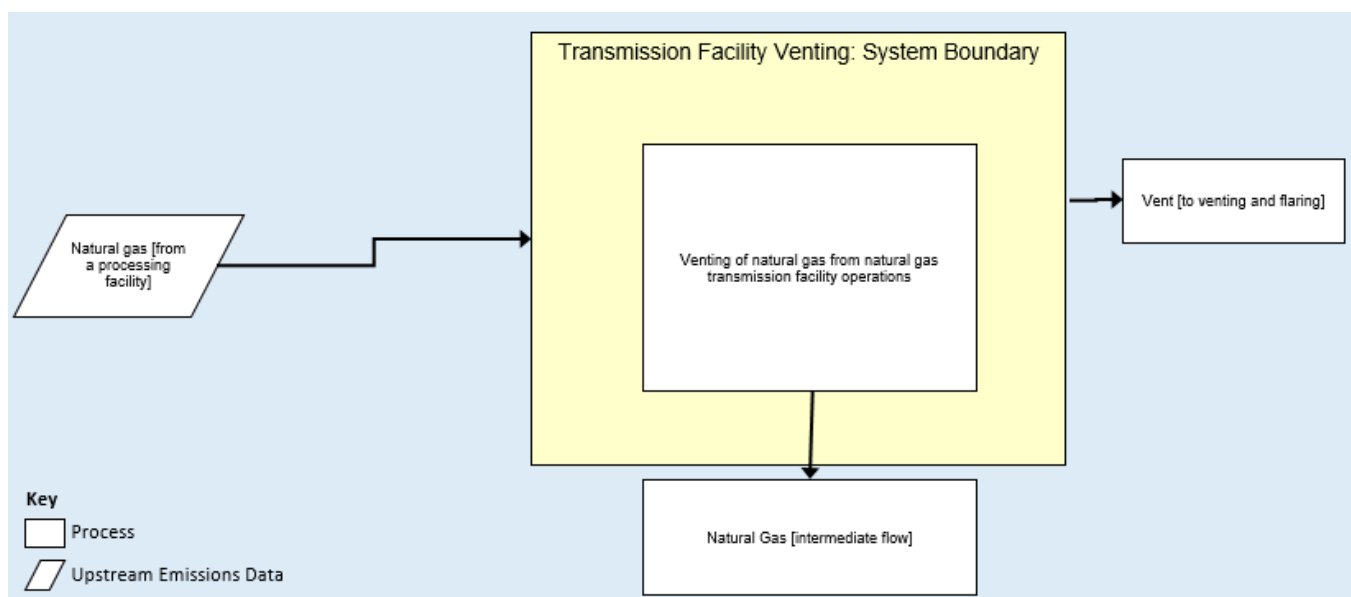 Transmission Facility Venting: System Boundary
Natural gas [from
a processing
facility]
Venting of natural gas from natural gas
transmission facility operations
Vent [to venting and flaring]
Natural Gas [intermediate flow]
Key
Process
Upstream Emissions Data